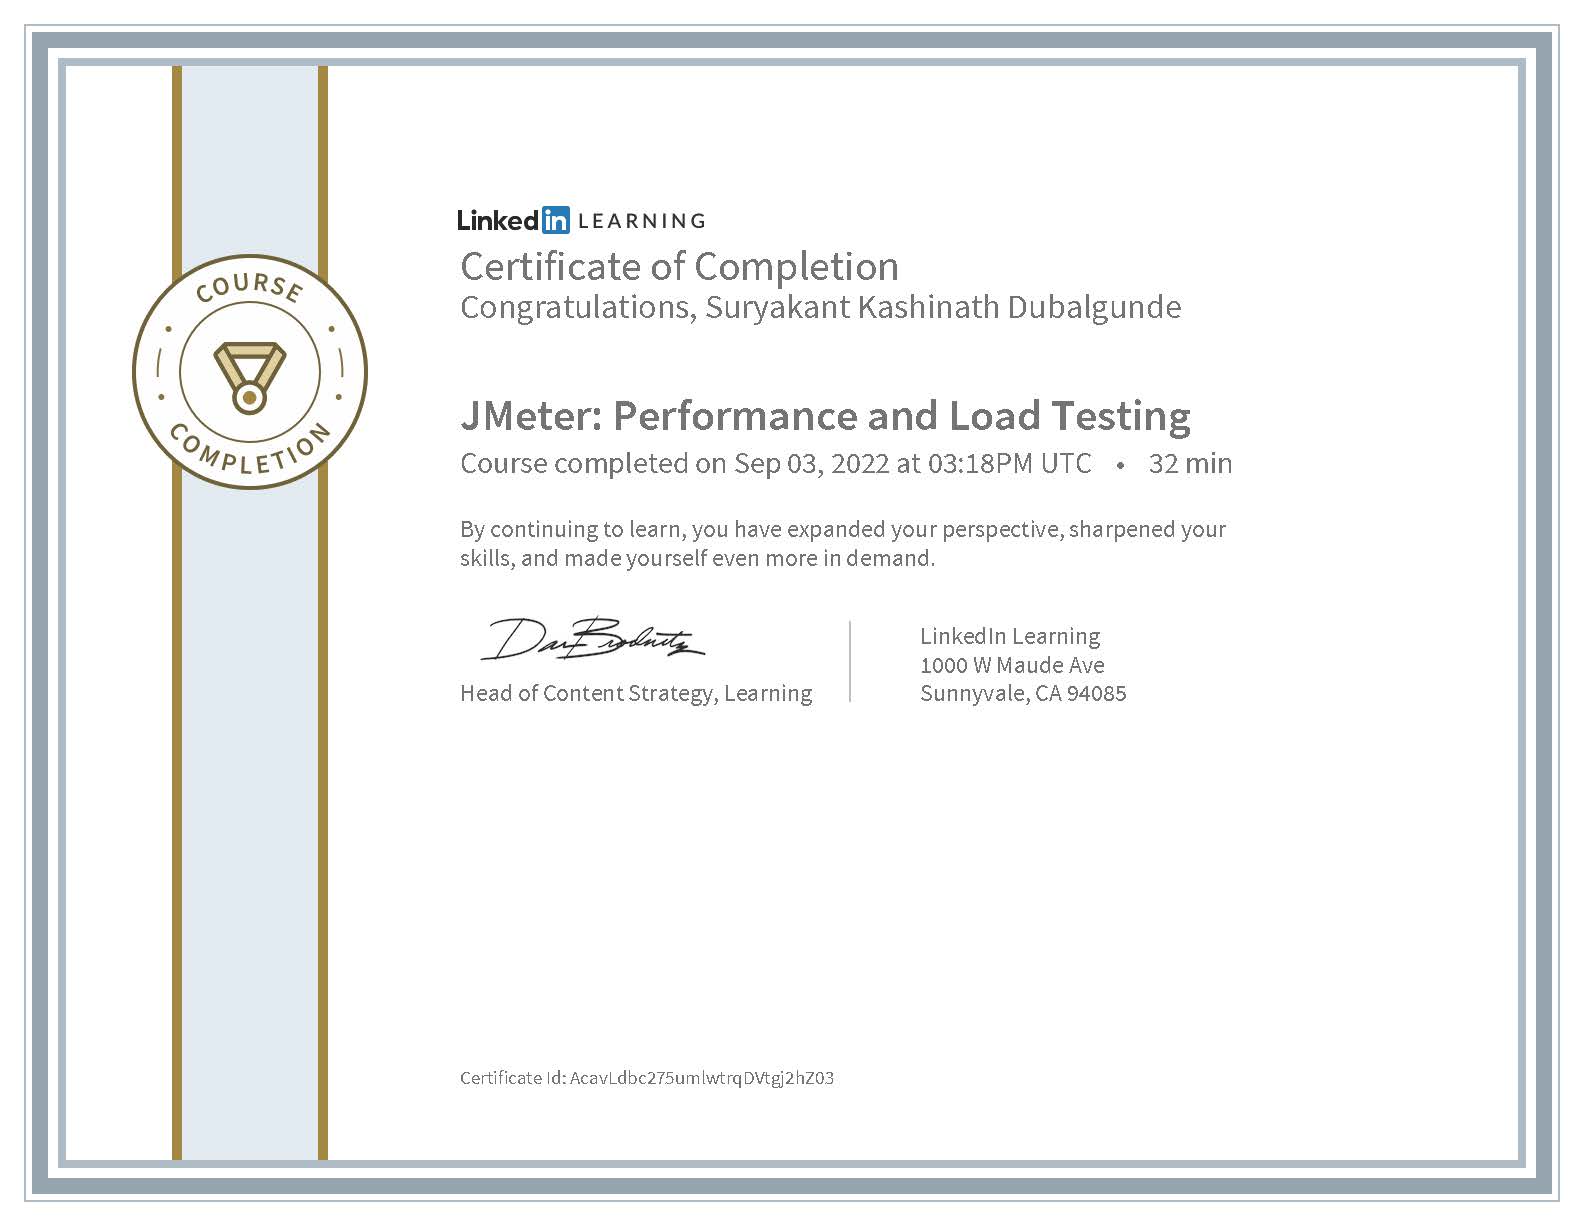 LinkedIn LEARNING
Certificate of Completion
Congratulations, Suryakant Kashinath Dubalgunde
COURSE
COMPLETION
JMeter: Performance and Load Testing
Course completed on Sep 03, 2022 at 03:18PM UTC • 32 min
By continuing to learn, you have expanded your perspective, sharpened your
skills, and made yourself even more in demand.
Dan Brodnitz
Head of Content Strategy, Learning
LinkedIn Learning
1000 W Maude Ave
Sunnyvale, CA 94085
Certificate Id: AcavLdbc275umlwtrqDVtgj2hZ03